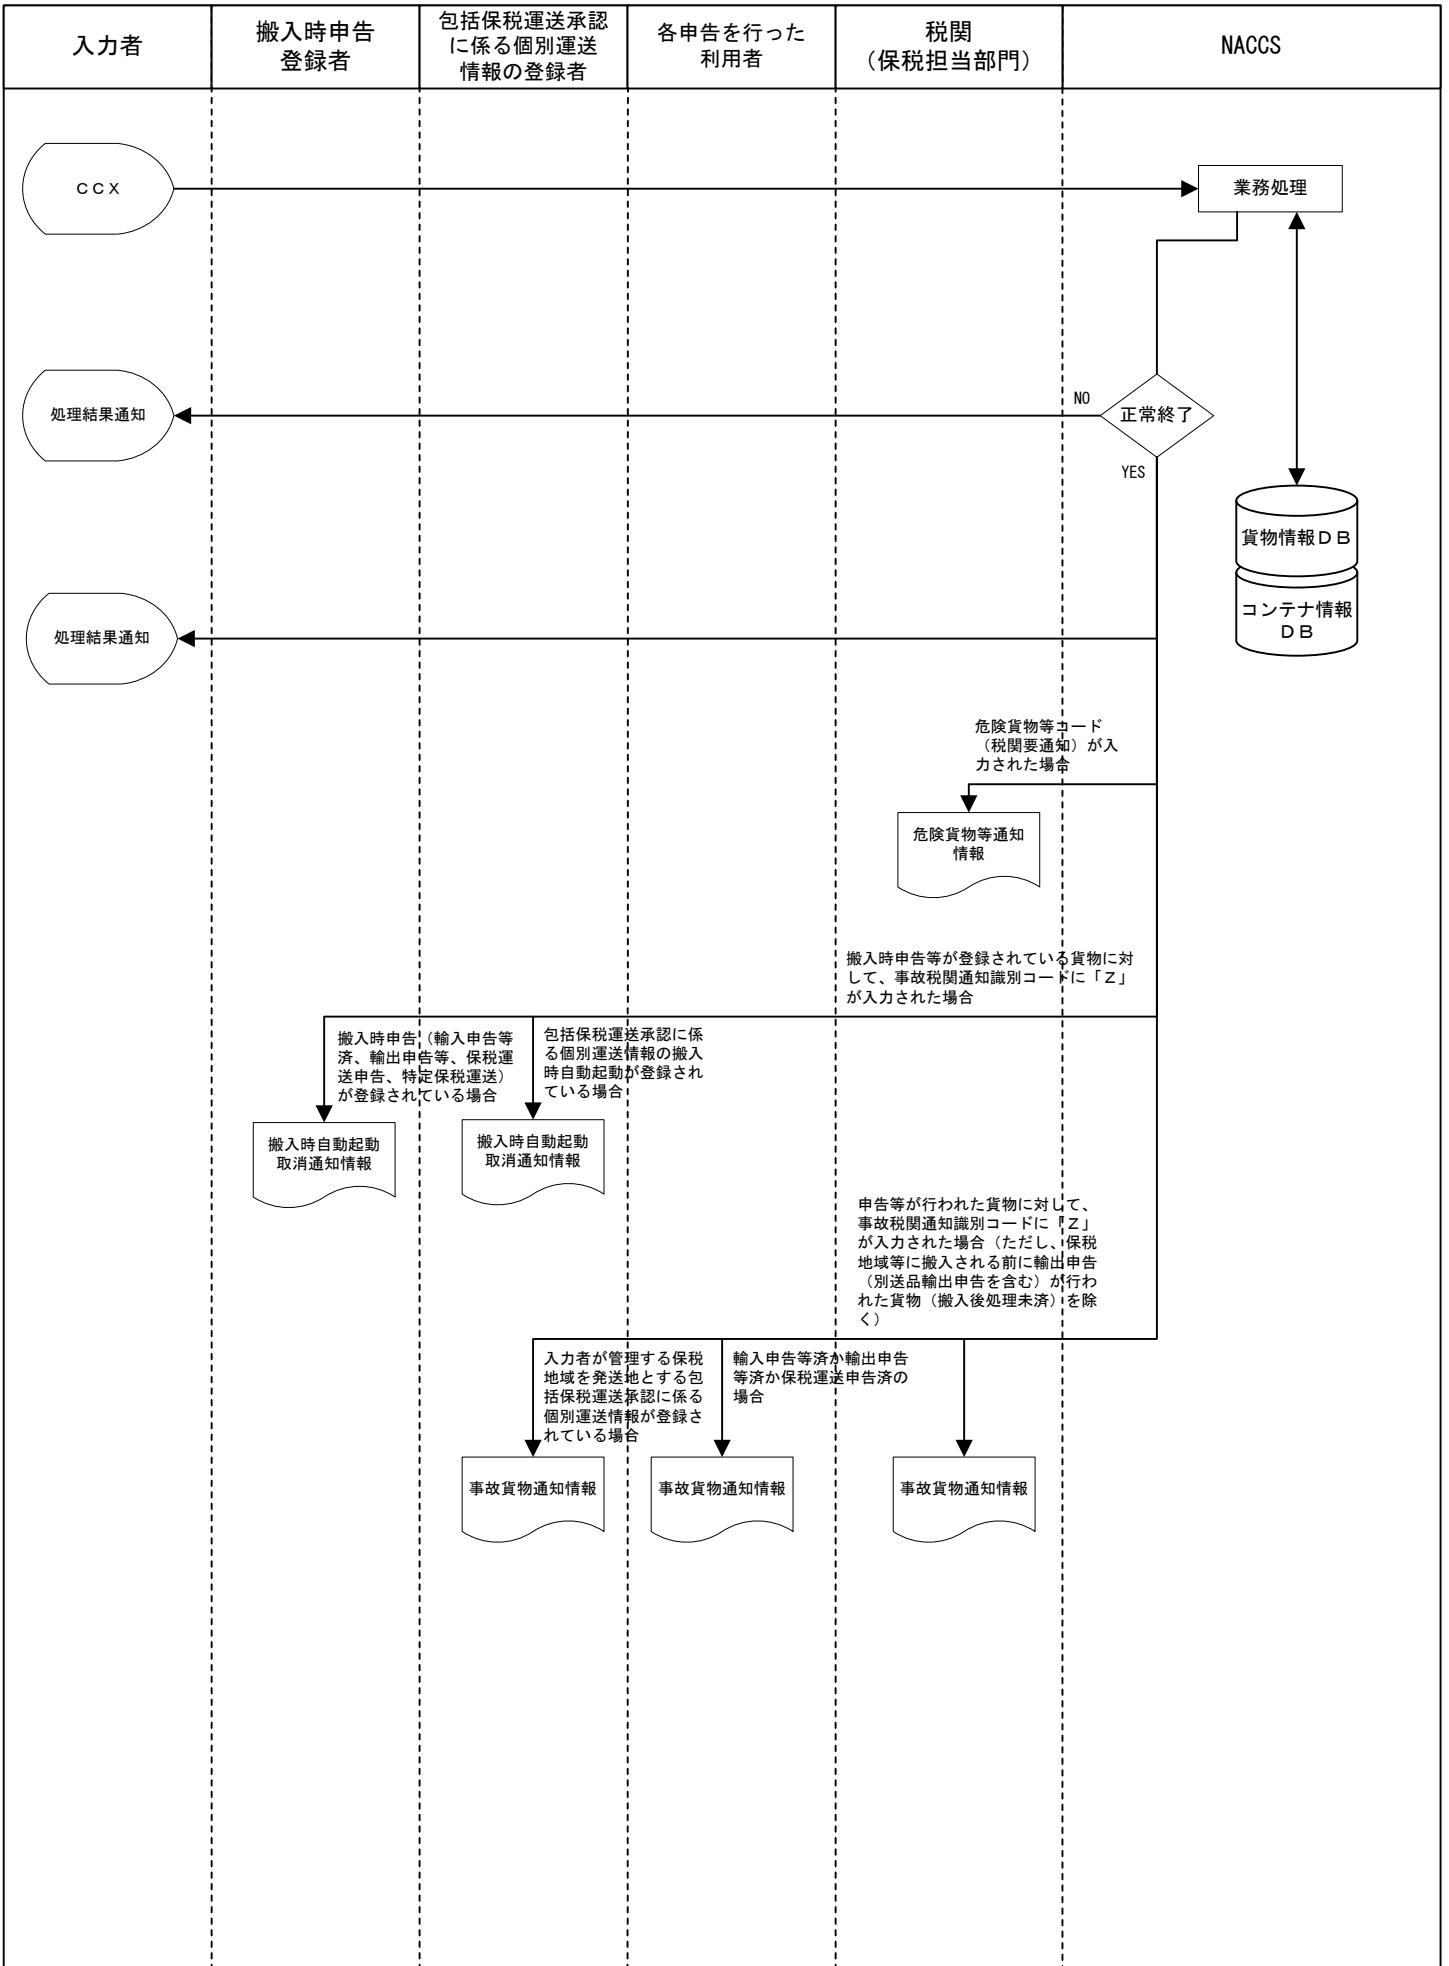 入力者
搬入時申告
登録者
包括保税運送承認
に係る個別運送
情報の登録者
各申告を行った
利用者
税関
（保税担当部門）
NACCS
ＣＣＸ
業務処理
処理結果通知
NO
正常終了
YES
貨物情報ＤＢ
コンテナ情報
ＤＢ
処理結果通知
危険貨物等コード
（税関要通知）が入
力された場合
危険貨物等通知
情報
搬入時申告等が登録されている貨物に対
して、事故税関通知識別コードに「Ｚ」
が入力された場合
搬入時申告（輸入申告等
済、輸出申告等、保税運
送申告、特定保税運送）
が登録されている場合
包括保税運送承認に係
る個別運送情報の搬入
時自動起動が登録され
ている場合
搬入時自動起動
取消通知情報
搬入時自動起動
取消通知情報
申告等が行われた貨物に対して、
事故税関通知識別コードに「Ｚ」
が入力された場合（ただし、保税
地域等に搬入される前に輸出申告
（別送品輸出申告を含む）が行わ
れた貨物（搬入後処理未済）を除
く）
入力者が管理する保税
地域を発送地とする包
括保税運送承認に係る
個別運送情報が登録さ
れている場合
輸入申告等済か輸出申告
等済か保税運送申告済の
場合
事故貨物通知情報
事故貨物通知情報
事故貨物通知情報